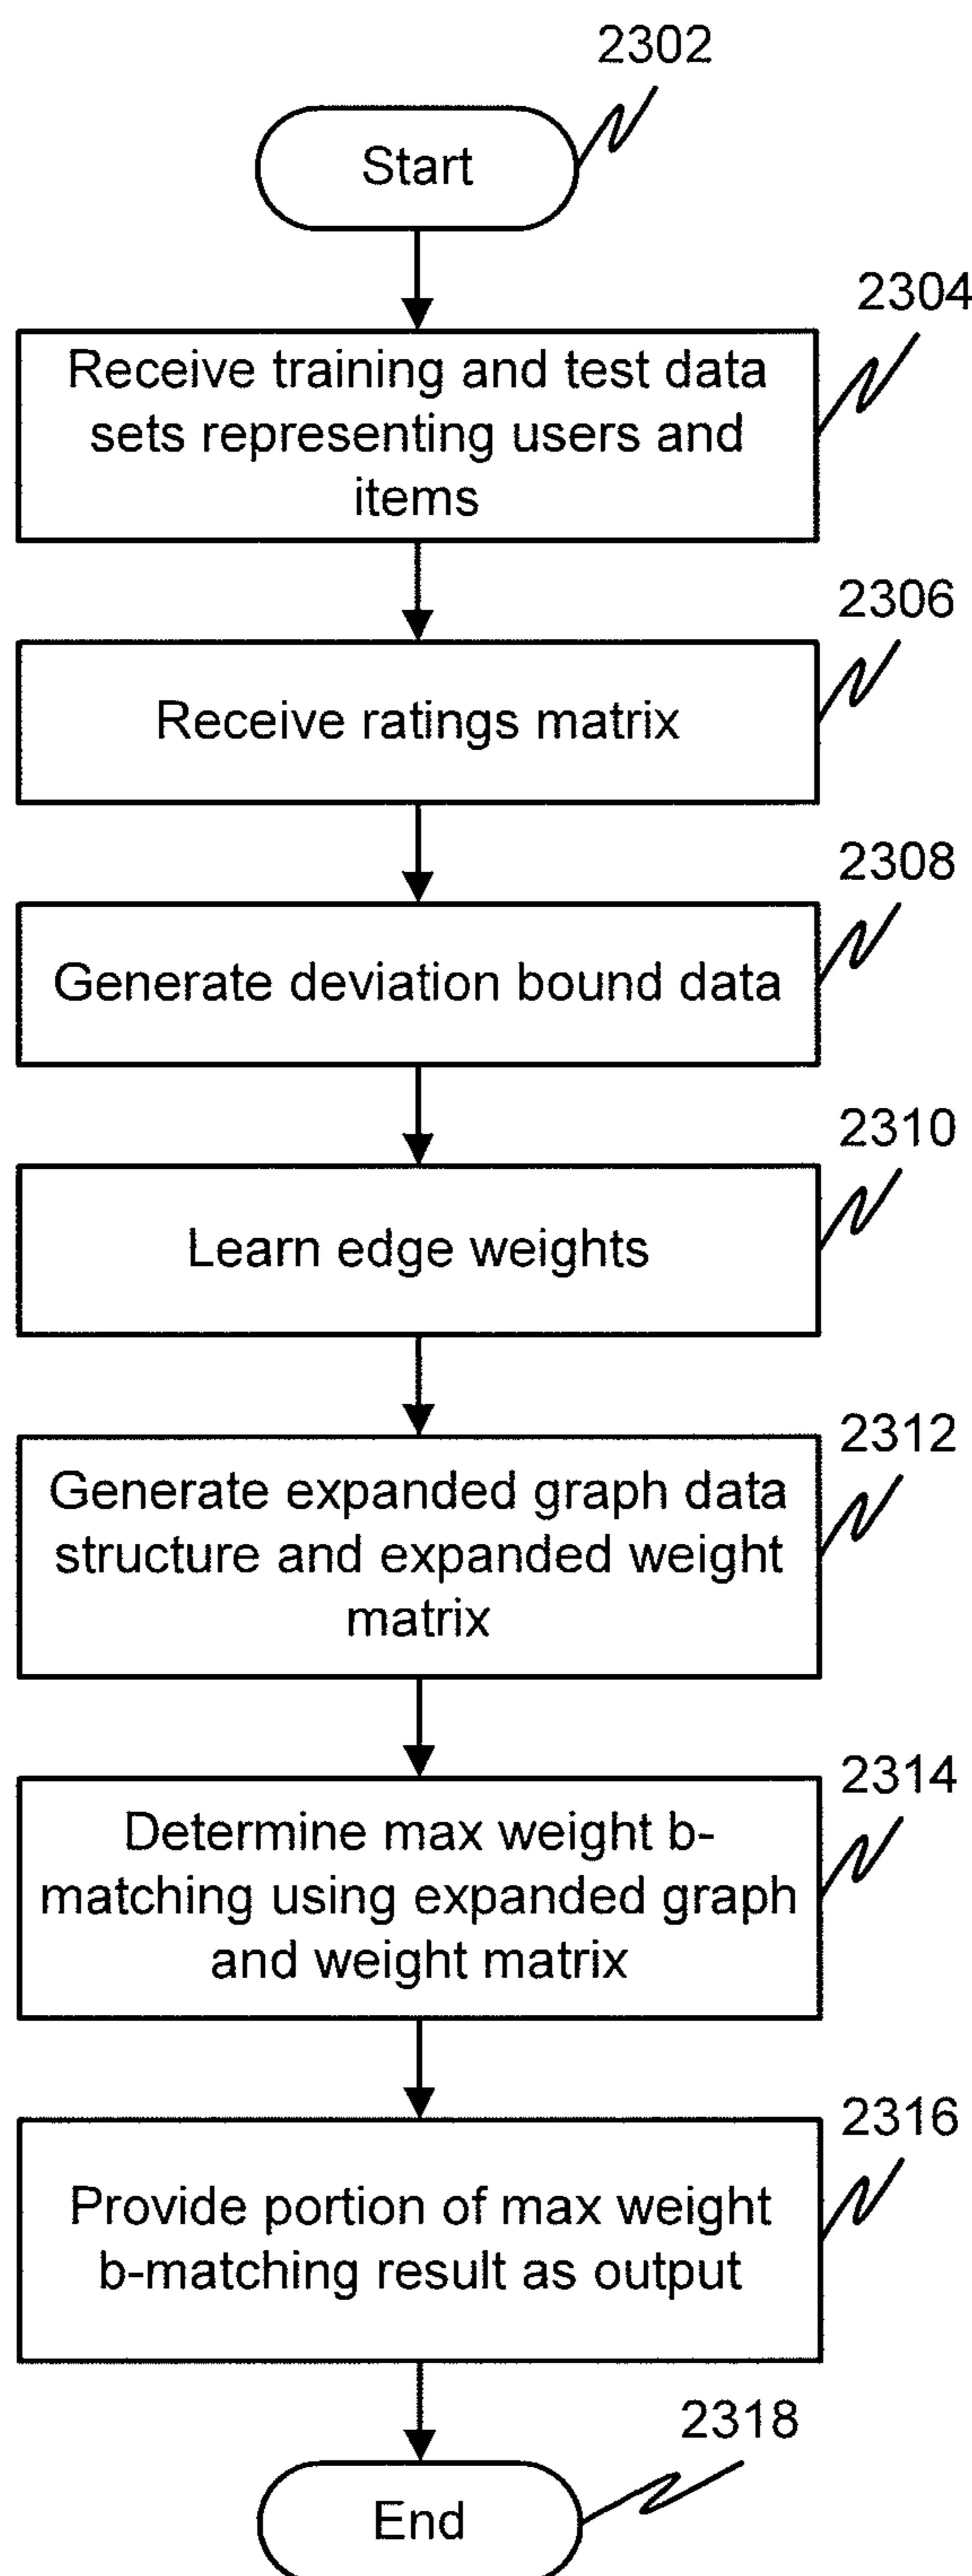 2302
Start
2304
Receive training and test data
sets representing users and
items
2306
Receive ratings matrix
2308
Generate deviation bound data
2310
Learn edge weights
2312
Generate expanded graph data
structure and expanded weight
matrix
2314
Determine max weight b-
matching using expanded graph
and weight matrix
2316
Provide portion of max weight
b-matching result as output
2318
End